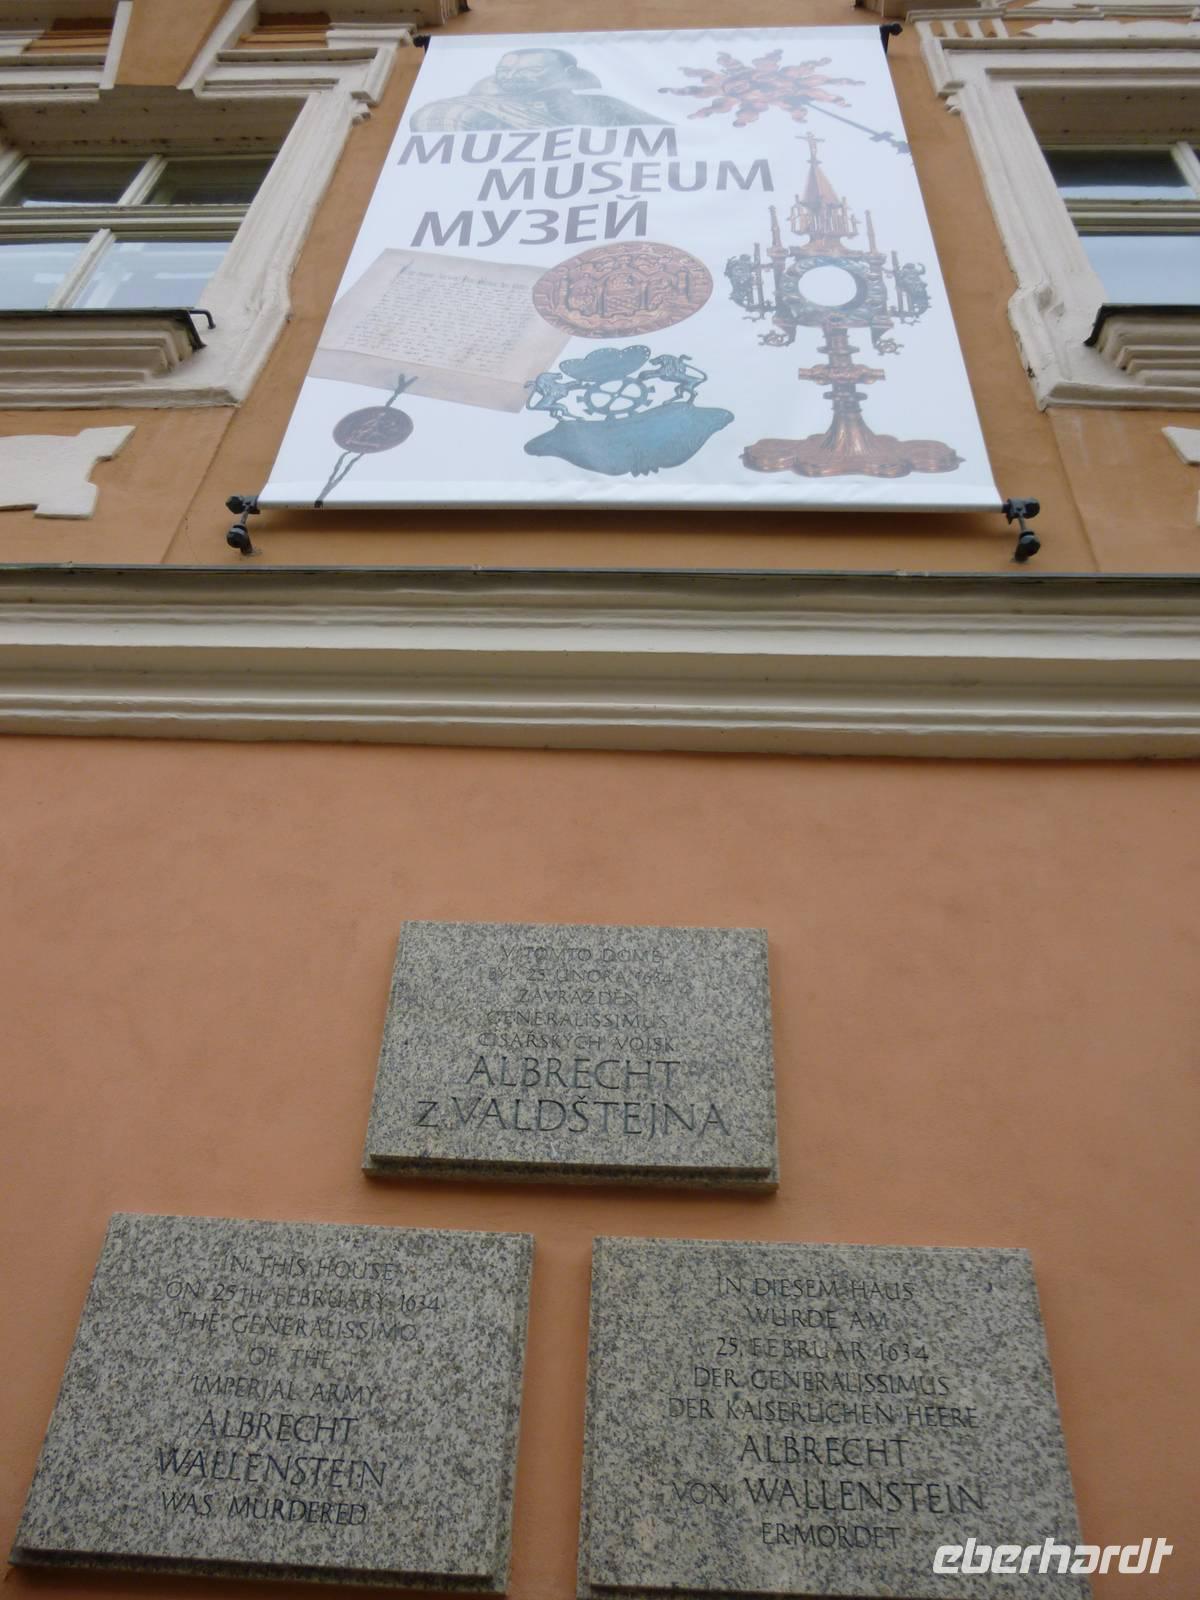 MUZEUM
MUSEUM
МУЗЕЙ
V TOMTO DOMĚ
BYL 25. ÚNORA 1634
ZAVRAŽDĚN
GENERALISSIMUS
CÍSAŘSKÝCH VOJSK
ALBRECHT
Z VALDŠTEJNA
IN THIS HOUSE
ON 25TH FEBRUARY 1634
THE GENERALISSIMO
OF THE
IMPERIAL ARMY
ALBRECHT
WALLENSTEIN
WAS MURDERED
IN DIESEM HAUS
WURDE AM
25. FEBRUAR 1634
DER GENERALISSIMUS
DER KAISERLICHEN HEERE
ALBRECHT
VON WALLENSTEIN
ERMORDET
eberhardt